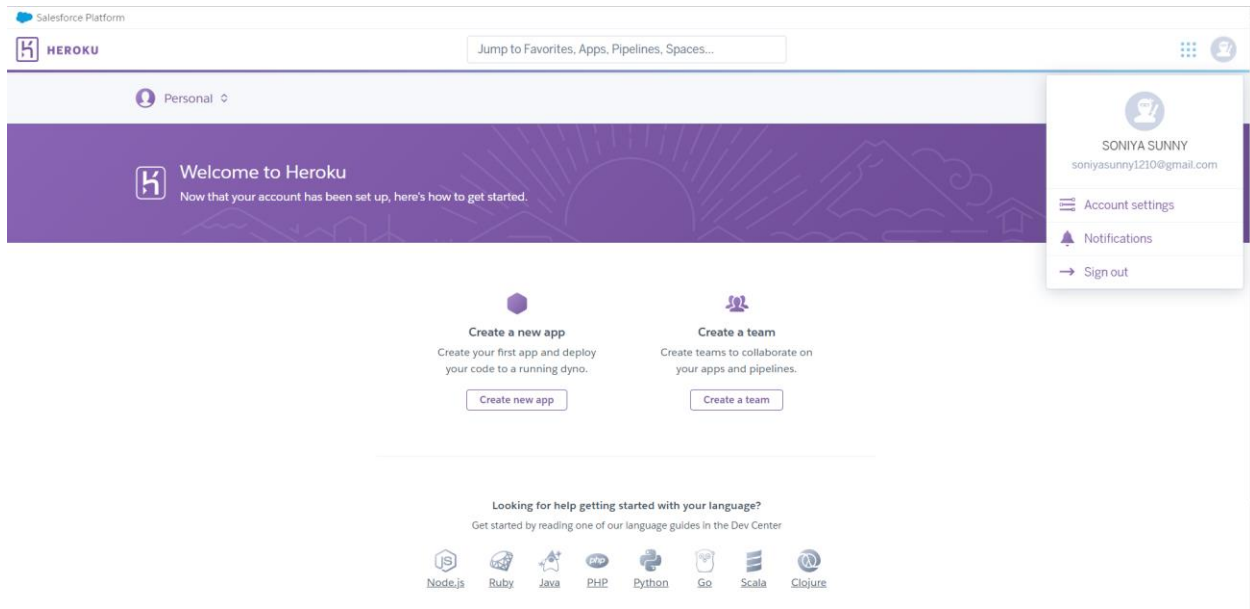 Salesforce Platform
HEROKU
Jump to Favorites, Apps, Pipelines, Spaces...
Personal
SONIYA SUNNY
soniyasunny1210@gmail.com
Account settings
Notifications
Sign out
Welcome to Heroku
Now that your account has been set up, here's how to get started.
Create a new app
Create your first app and deploy
your code to a running dyno.
Create new app
Create a team
Create teams to collaborate on
your apps and pipelines.
Create a team
Looking for help getting started with your language?
Get started by reading one of our language guides in the Dev Center
JS
php
Node.js Ruby Java PHP Python Go Scala Clojure